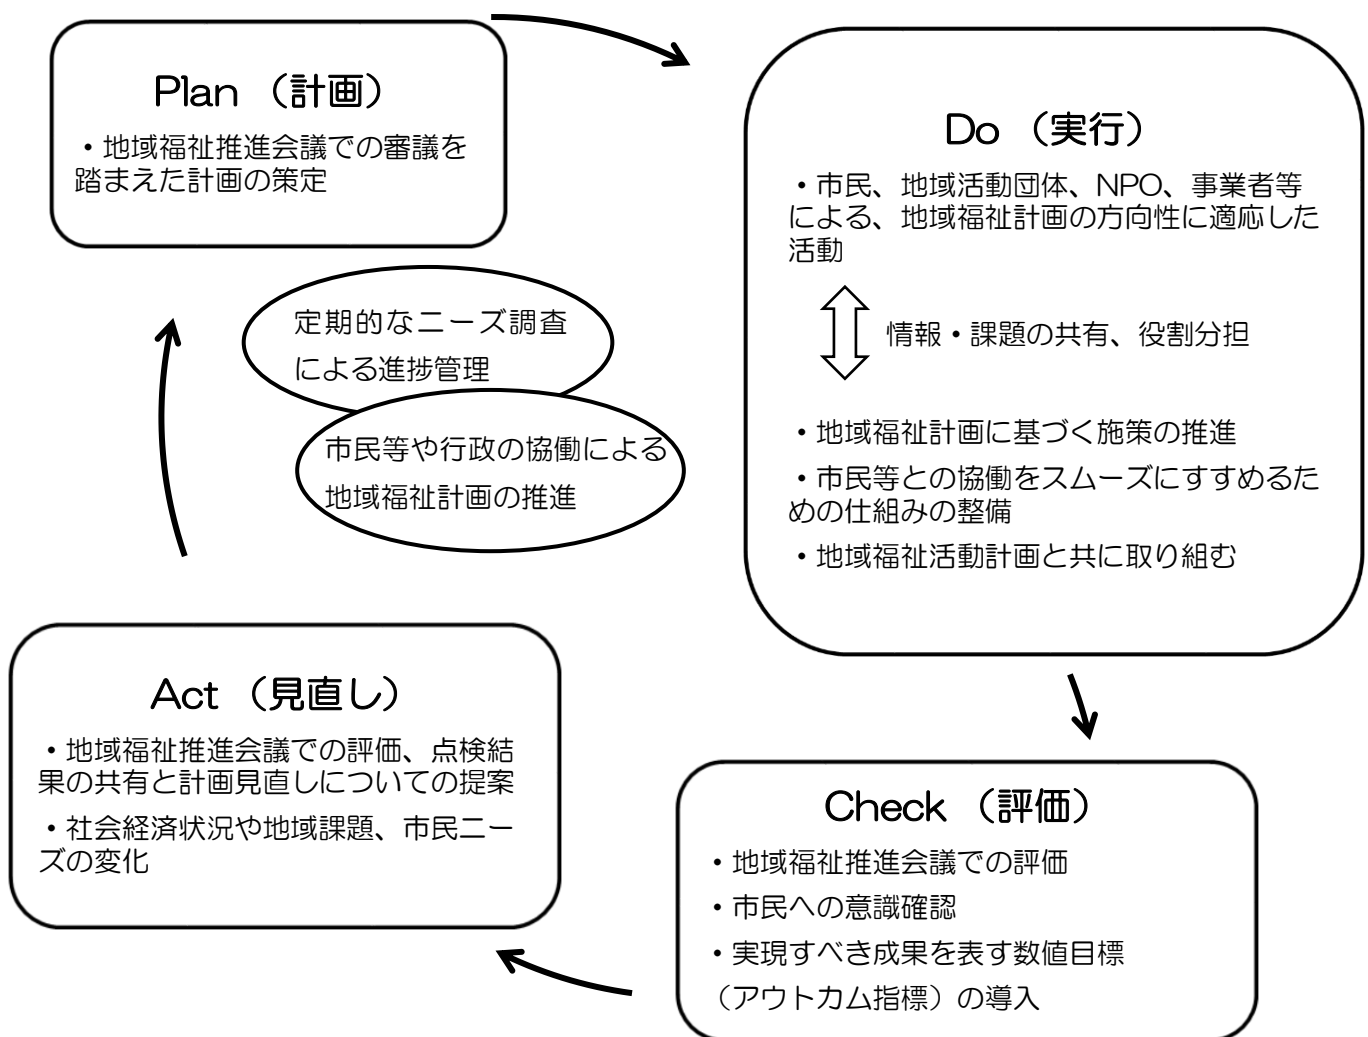 Plan （計画）
・地域福祉推進会議での審議を
踏まえた計画の策定
Do （実行）
・市民、地域活動団体、NPO、事業者等
による、地域福祉計画の方向性に適応した
活動
情報・課題の共有、役割分担
・地域福祉計画に基づく施策の推進
・市民等との協働をスムーズにすすめるた
めの仕組みの整備
・地域福祉活動計画と共に取り組む
定期的なニーズ調査
による進捗管理
市民等や行政の協働による
地域福祉計画の推進
Check （評価）
・地域福祉推進会議での評価
・市民への意識確認
・実現すべき成果を表す数値目標
（アウトカム指標）の導入
Act （見直し）
・地域福祉推進会議での評価、点検結
果の共有と計画見直しについての提案
・社会経済状況や地域課題、市民ニー
ズの変化